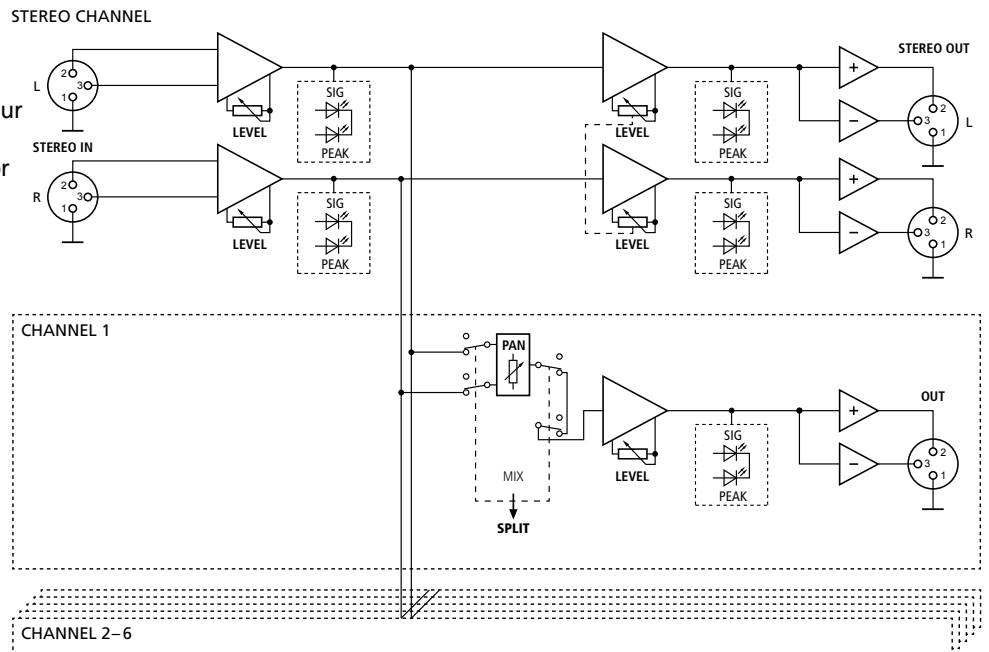 STEREO CHANNEL
2
3
1
L
ur
STEREO IN
or
2
3
1
R
LEVEL
SIG
PEAK
LEVEL
SIG
PEAK
LEVEL
SIG
PEAK
LEVEL
SIG
PEAK
+
−
STEREO OUT
2
3
1
L
+
−
2
3
1
R
CHANNEL 1
PAN
MIX
SPLIT
LEVEL
SIG
PEAK
+
−
OUT
2
3
1
CHANNEL 2–6